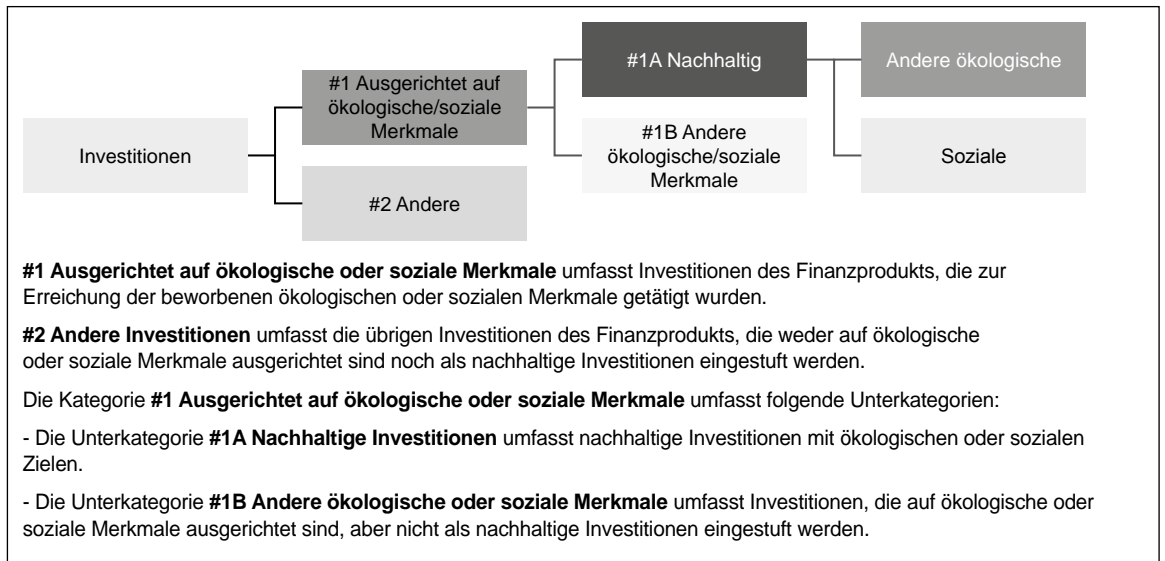 Investitionen
#1 Ausgerichtet auf
ökologische/soziale
Merkmale
#2 Andere
#1A Nachhaltig
#1B Andere
ökologische/soziale
Merkmale
Andere ökologische
Soziale
#1 Ausgerichtet auf ökologische oder soziale Merkmale umfasst Investitionen des Finanzprodukts, die zur
Erreichung der beworbenen ökologischen oder sozialen Merkmale getätigt wurden.
#2 Andere Investitionen umfasst die übrigen Investitionen des Finanzprodukts, die weder auf ökologische
oder soziale Merkmale ausgerichtet sind noch als nachhaltige Investitionen eingestuft werden.
Die Kategorie #1 Ausgerichtet auf ökologische oder soziale Merkmale umfasst folgende Unterkategorien:
- Die Unterkategorie #1A Nachhaltige Investitionen umfasst nachhaltige Investitionen mit ökologischen oder sozialen
Zielen.
- Die Unterkategorie #1B Andere ökologische oder soziale Merkmale umfasst Investitionen, die auf ökologische oder
soziale Merkmale ausgerichtet sind, aber nicht als nachhaltige Investitionen eingestuft werden.